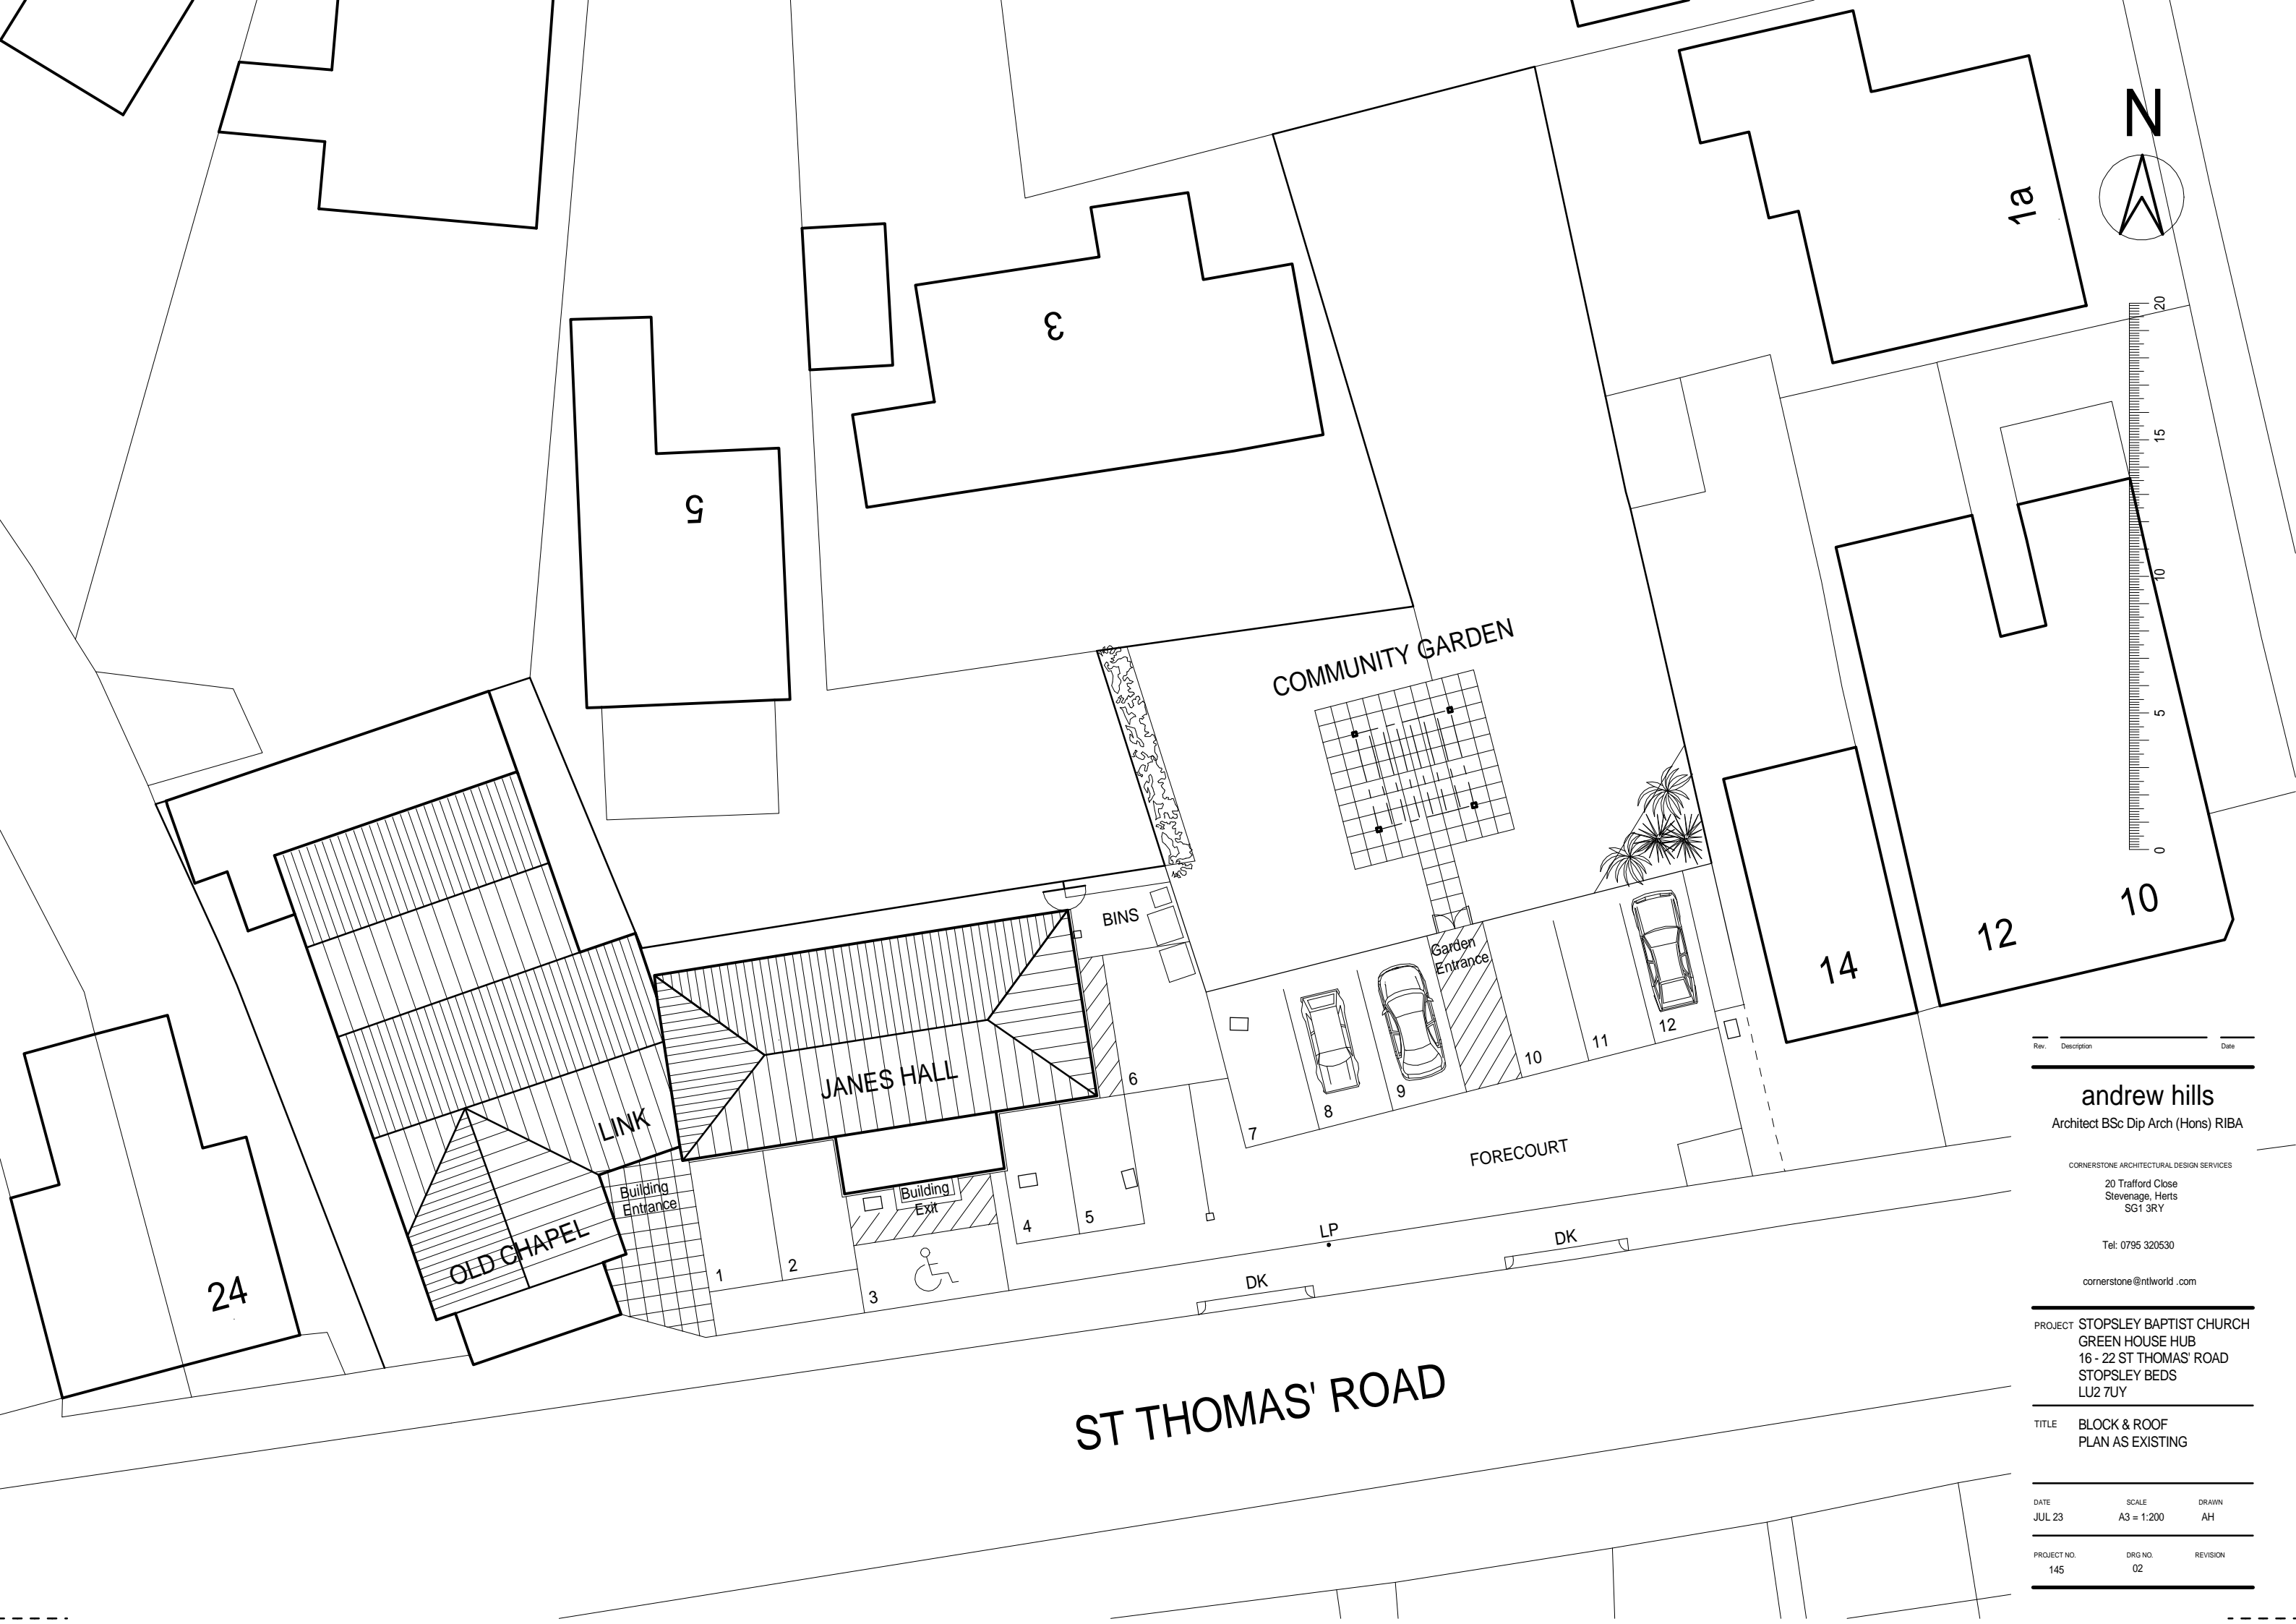 N
1a
3
5
20
15
10
5
0
COMMUNITY GARDEN
BINS
10
12
14
Garden
Entrance
JANES HALL
LINK
6
12
11
10
9
8
7
FORECOURT
Building
Entrance
Building
Exit
OLD CHAPEL
24
1
2
3
4
5
LP
DK
DK
ST THOMAS' ROAD
Rev. Description Date
andrew hills
Architect BSc Dip Arch (Hons) RIBA
CORNERSTONE ARCHITECTURAL DESIGN SERVICES
20 Trafford Close
Stevenage, Herts
SG1 3RY
Tel: 0795 320530
cornerstone@ntlworld .com
PROJECT STOPSLEY BAPTIST CHURCH
GREEN HOUSE HUB
16 - 22 ST THOMAS' ROAD
STOPSLEY BEDS
LU2 7UY
TITLE BLOCK & ROOF
PLAN AS EXISTING
DATE SCALE DRAWN
JUL 23 A3 = 1:200 AH
PROJECT NO. DRG NO. REVISION
145 02